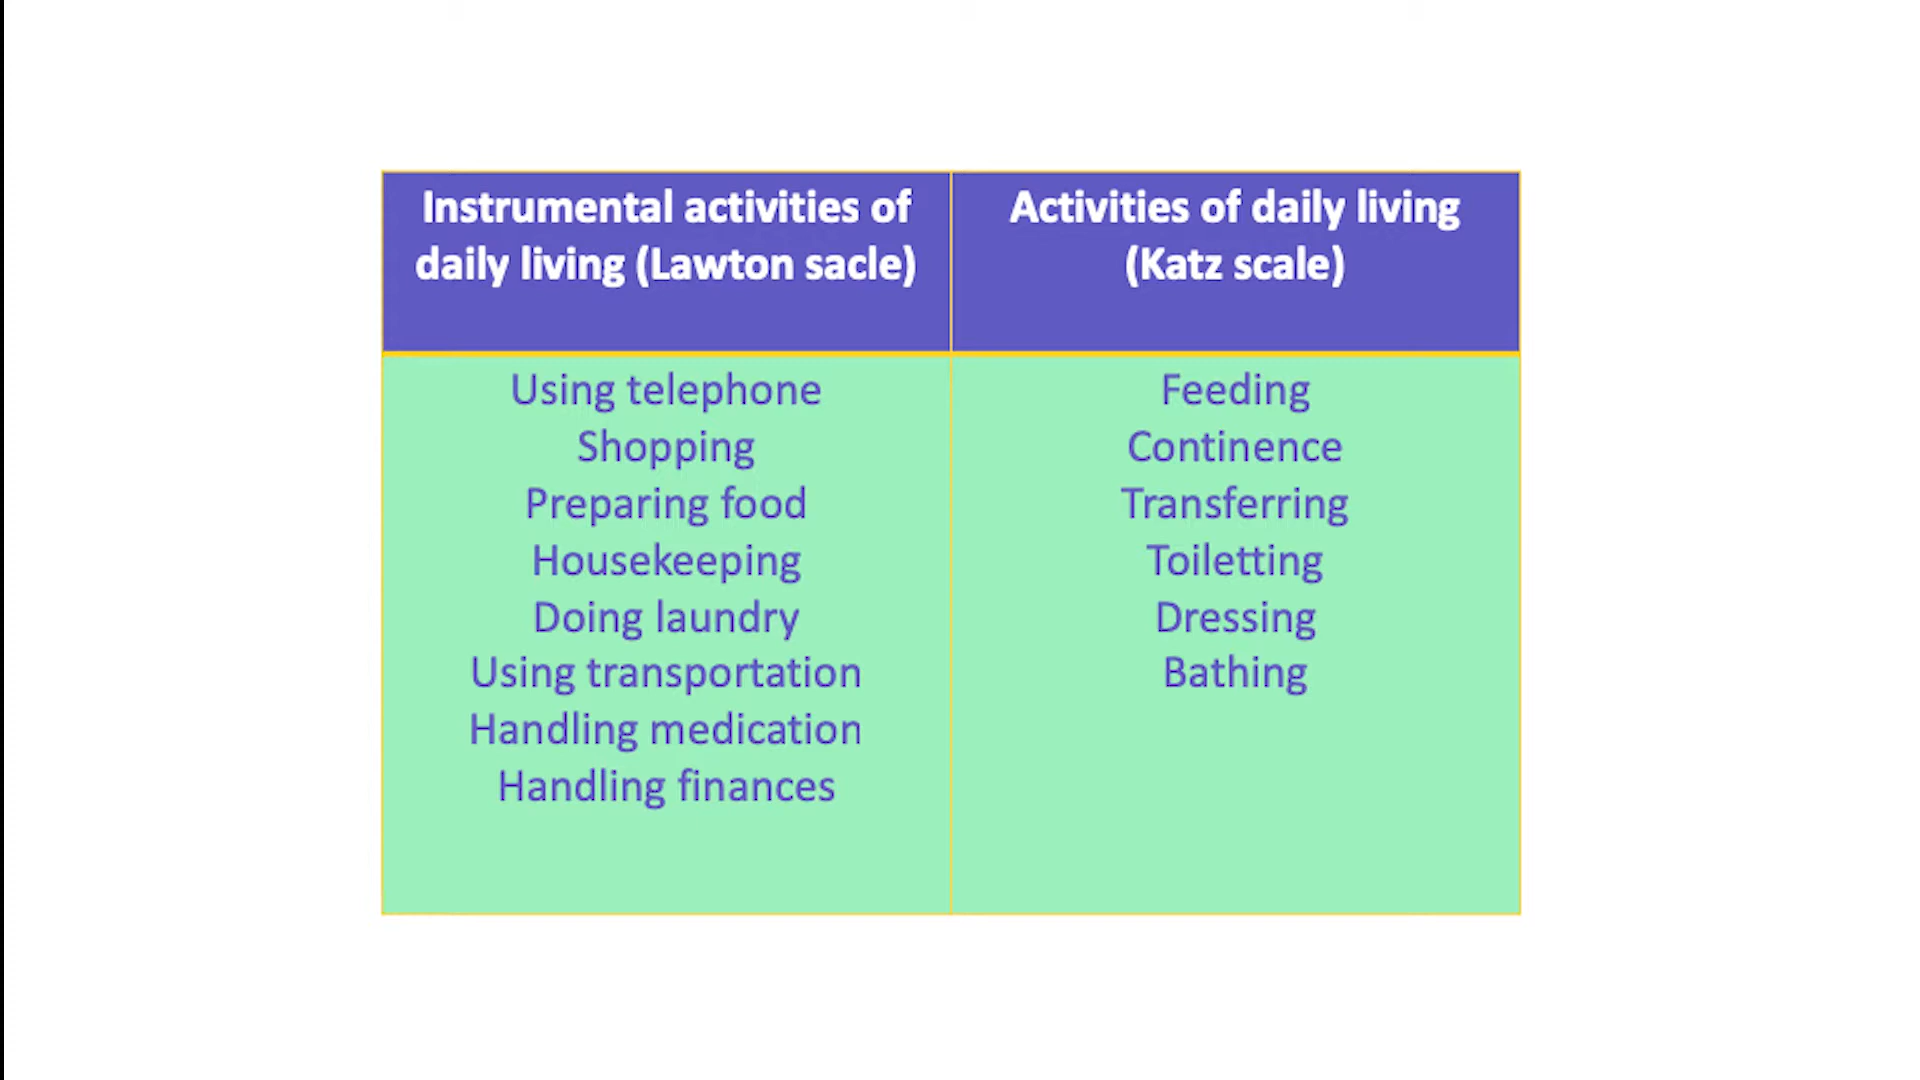 Instrumental activities of
daily living (Lawton sacle)
Activities of daily living
(Katz scale)
Using telephone
Shopping
Preparing food
Housekeeping
Doing laundry
Using transportation
Handling medication
Handling finances
Feeding
Continence
Transferring
Toiletting
Dressing
Bathing